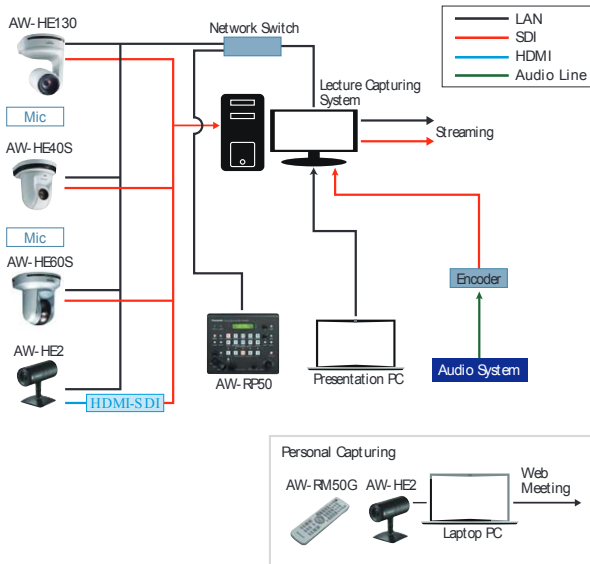 AW-HE130
Network Switch
LAN
SDI
HDMI
Audio Line
Lecture Capturing
System
Mic
Streaming
AW-HE40S
Mic
AW-HE60S
Encoder
AW-HE2
HDMI-SDI
AW-RP50
Presentation PC
Audio System
Personal Capturing
AW-RM50G
AW-HE2
Web
Meeting
Laptop PC